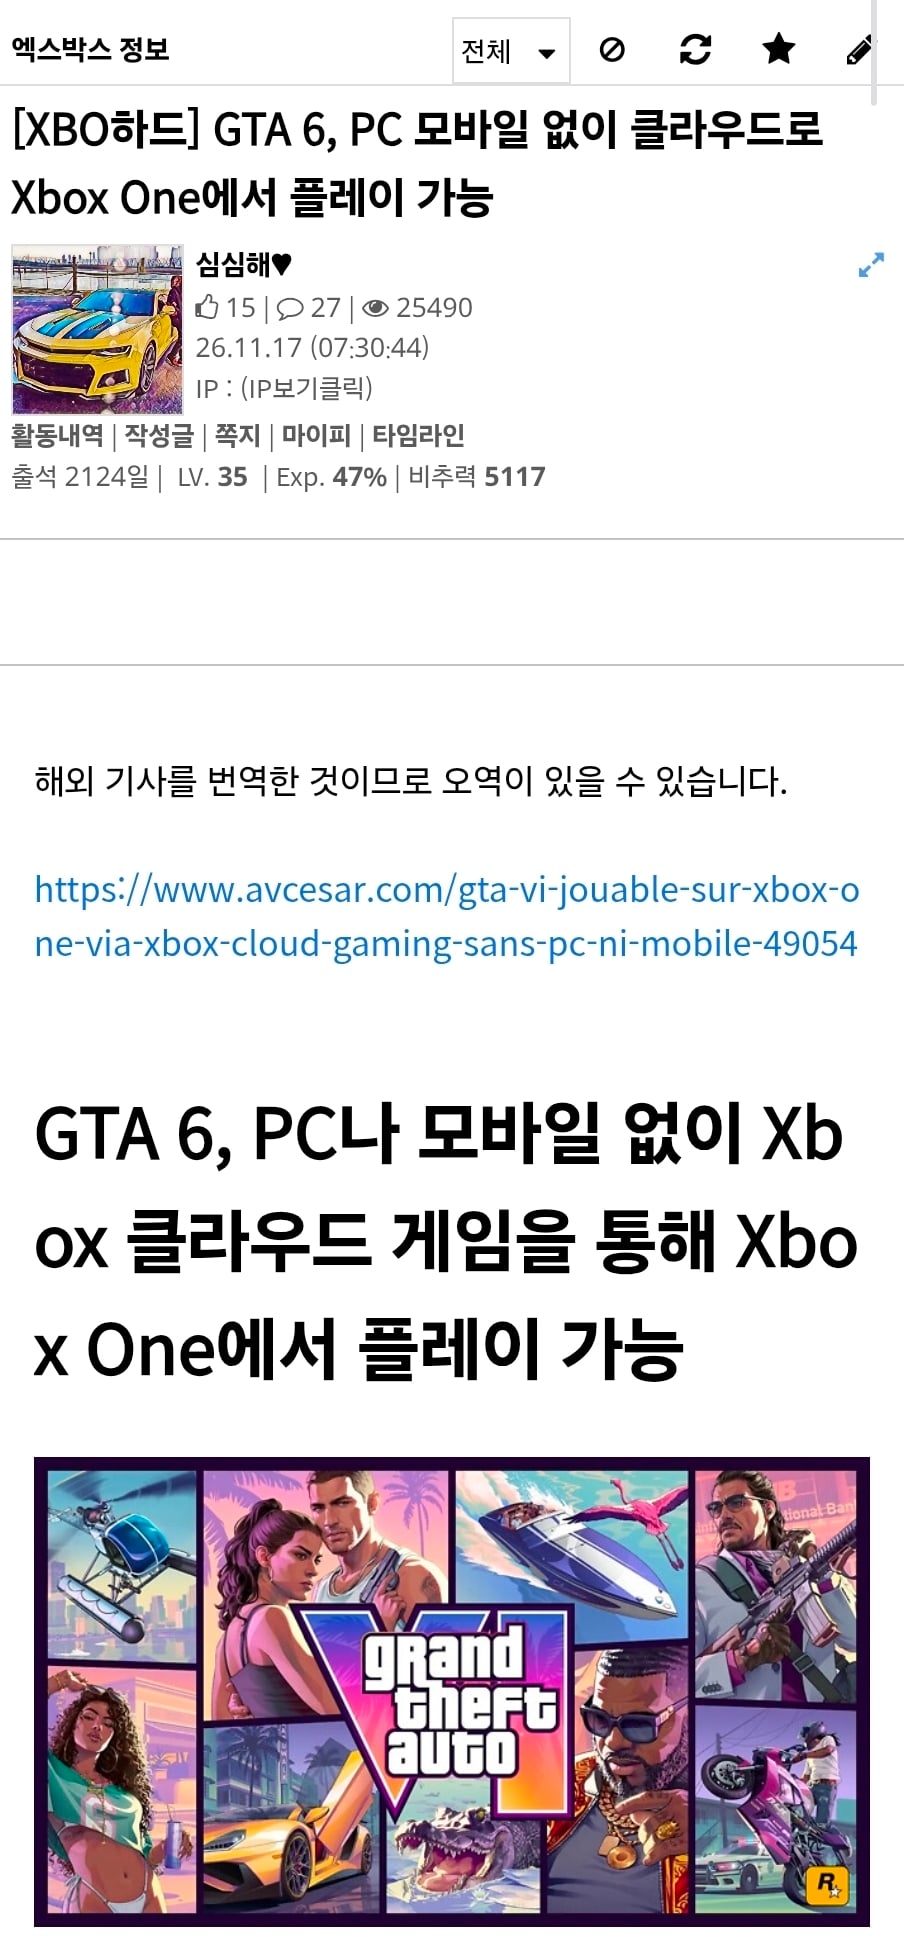 엑스박스 정보
전체
[XBO하드] GTA 6, PC 모바일 없이 클라우드로
Xbox One에서 플레이 가능
심심해♥
15 | 27 | 25490
26.11.17 (07:30:44)
IP : (IP보기클릭)
활동내역 | 작성글 | 쪽지 | 마이피 | 타임라인
출석 2124일 | LV. 35 | Exp. 47% | 비추력 5117
해외 기사를 번역한 것이므로 오역이 있을 수 있습니다.
https://www.avcesar.com/gta-vi-jouable-sur-xbox-o
ne-via-xbox-cloud-gaming-sans-pc-ni-mobile-49054
GTA 6, PC나 모바일 없이 Xb
ox 클라우드 게임을 통해 Xbo
x One에서 플레이 가능
VI
grand
theft
auto
R